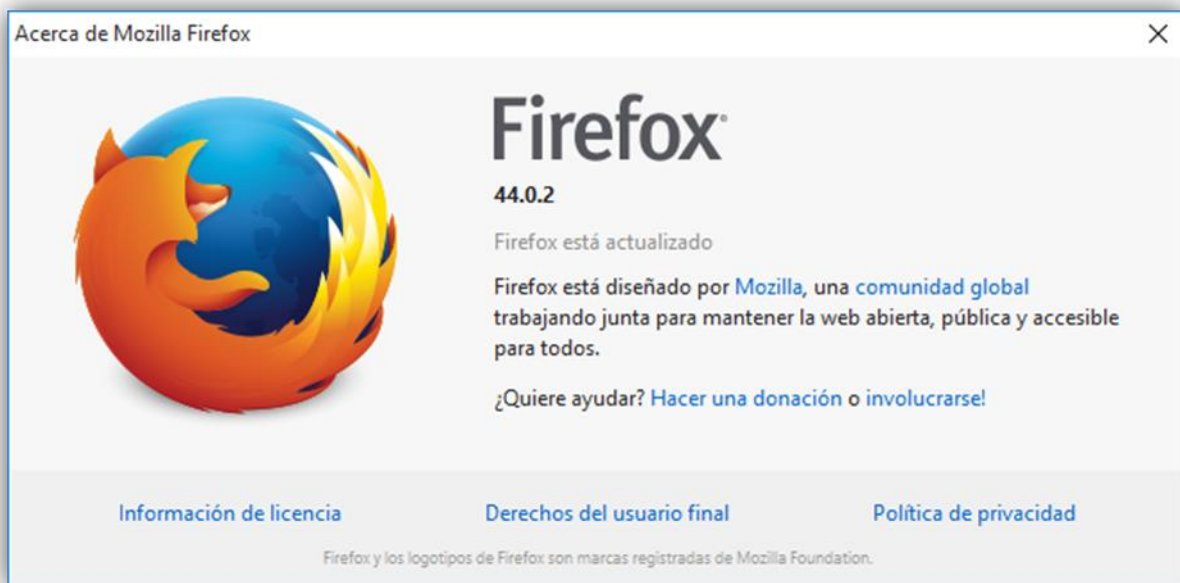 Acerca de Mozilla Firefox
Firefox
44.0.2
Firefox está actualizado
Firefox está diseñado por Mozilla, una comunidad global
trabajando junta para mantener la web abierta, pública y accesible
para todos.
¿Quiere ayudar? Hacer una donación o involucrarse!
Información de licencia Derechos del usuario final Política de privacidad
Firefox y los logotipos de Firefox son marcas registradas de Mozilla Foundation.